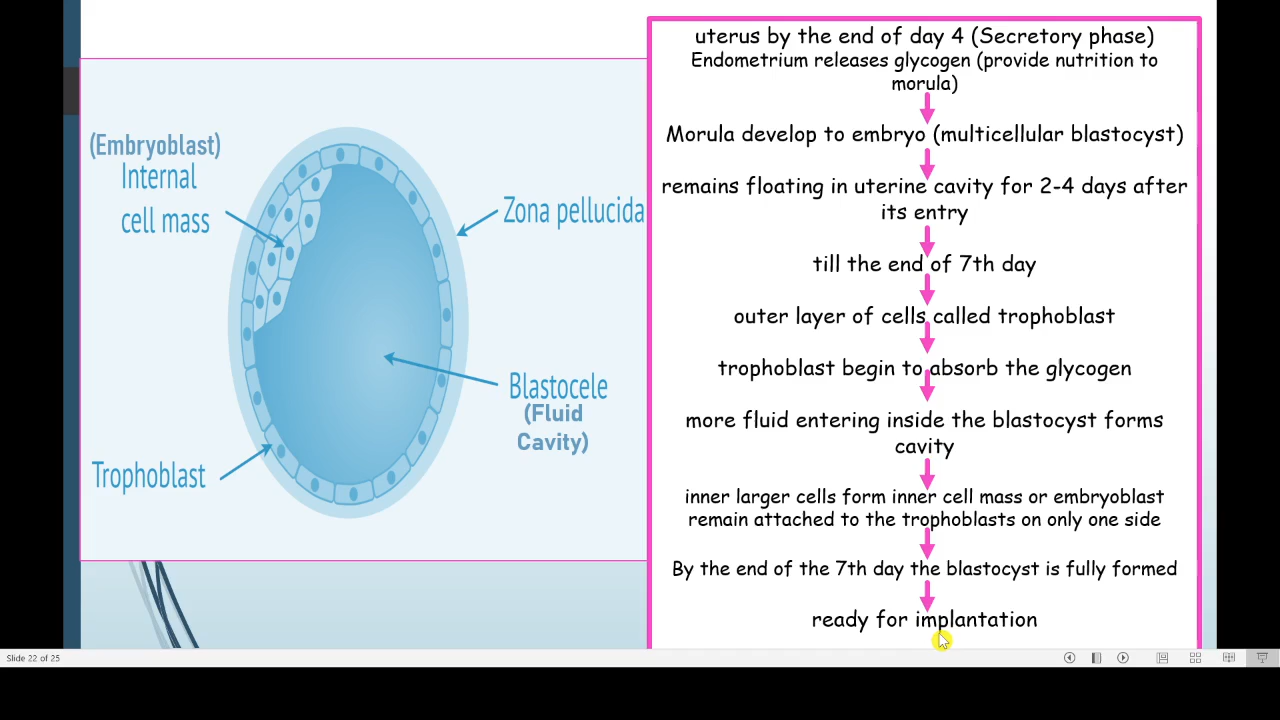 (Embryoblast)
Internal
cell mass
Zona pellucida
Blastocele
(Fluid
Cavity)
Trophoblast
uterus by the end of day 4 (Secretory phase)
Endometrium releases glycogen (provide nutrition to
morula)
Morula develop to embryo (multicellular blastocyst)
remains floating in uterine cavity for 2-4 days after
its entry
till the end of 7th day
outer layer of cells called trophoblast
trophoblast begin to absorb the glycogen
more fluid entering inside the blastocyst forms
cavity
inner larger cells form inner cell mass or embryoblast
remain attached to the trophoblasts on only one side
By the end of the 7th day the blastocyst is fully formed
ready for implantation
Slide 22 of 25